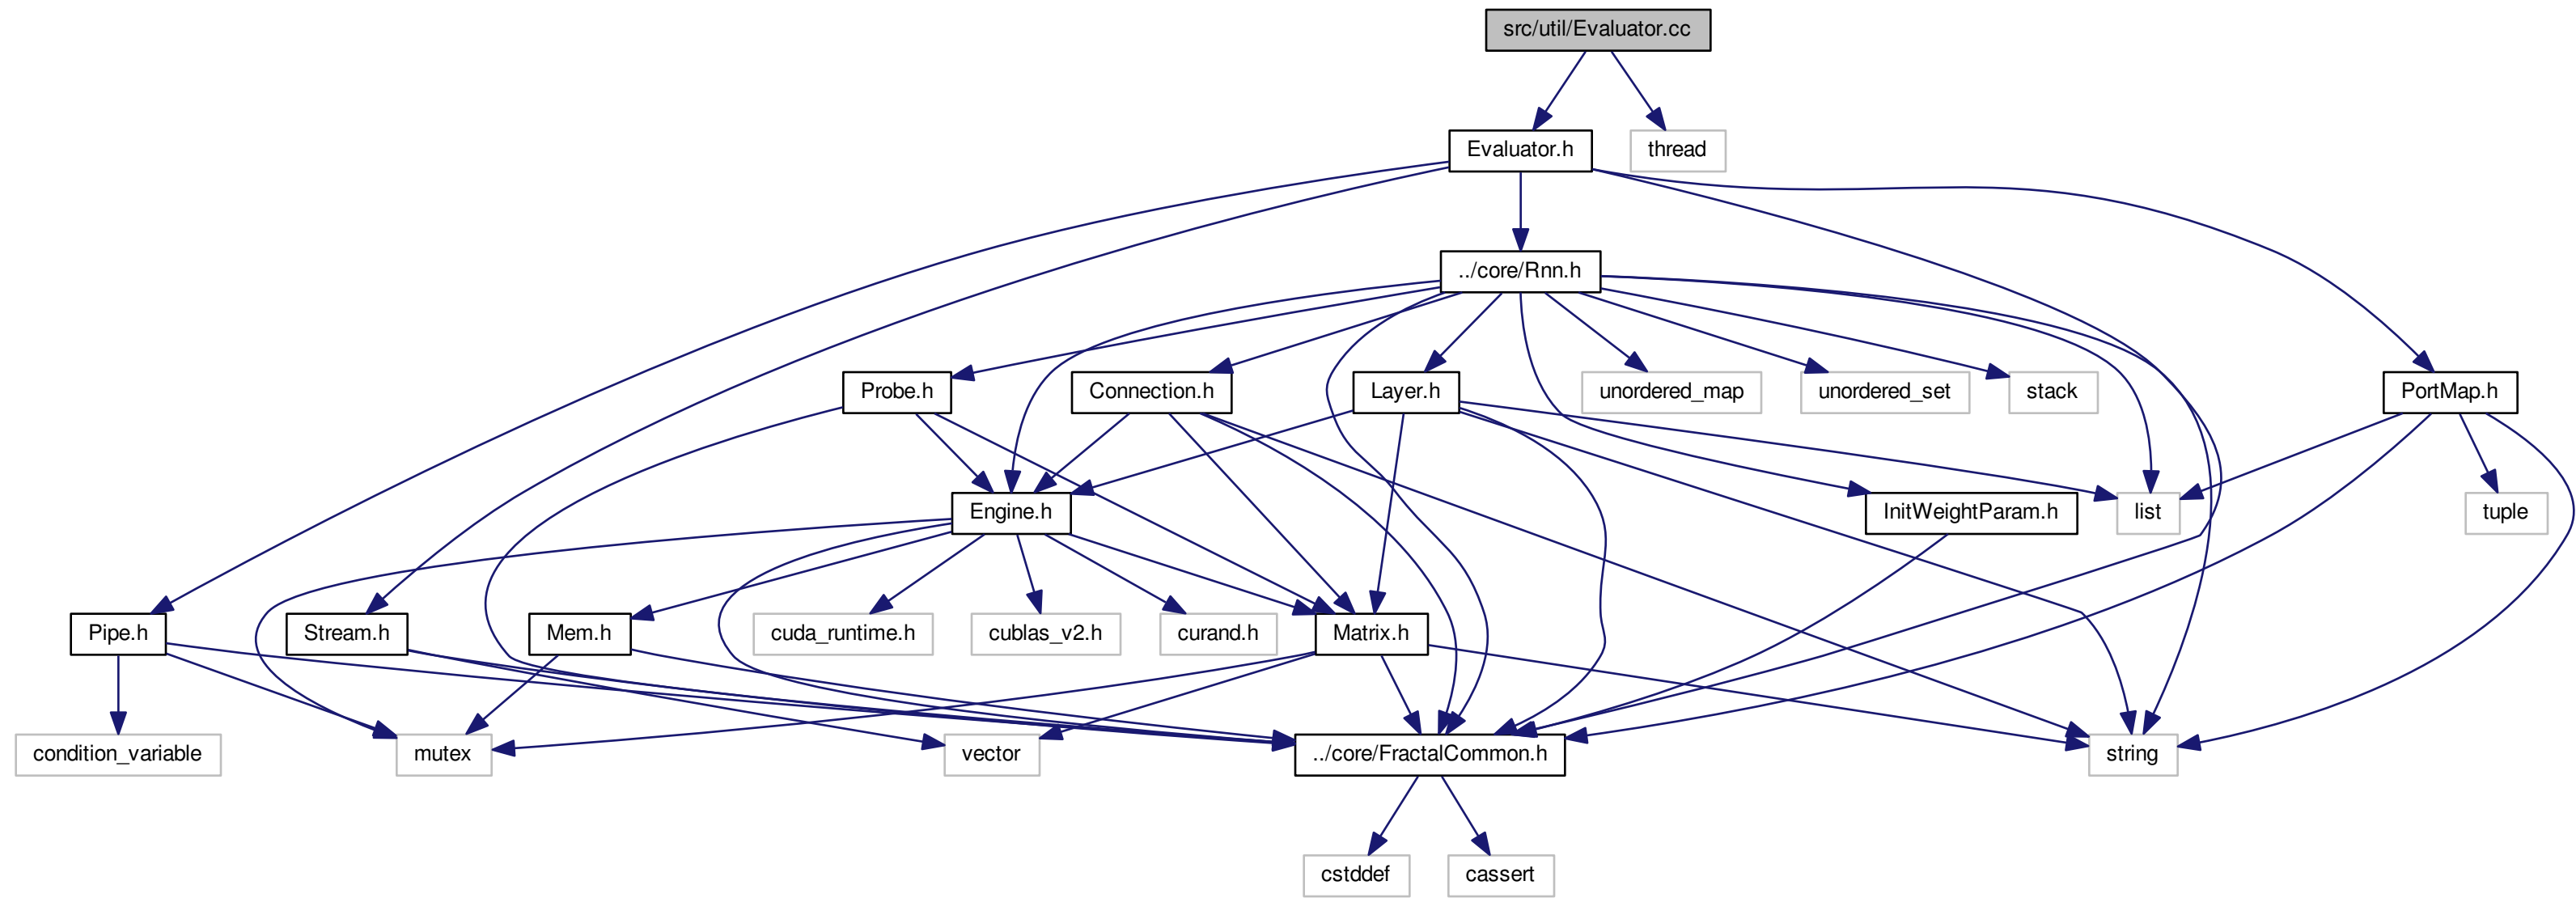 src/util/Evaluator.cc
Evaluator.h
thread
../core/Rnn.h
Probe.h
Connection.h
Layer.h
unordered_map
unordered_set
stack
PortMap.h
Engine.h
InitWeightParam.h
list
tuple
Pipe.h
Stream.h
Mem.h
cuda_runtime.h
cublas_v2.h
curand.h
Matrix.h
condition_variable
mutex
vector
../core/FractalCommon.h
string
cstddef
cassert